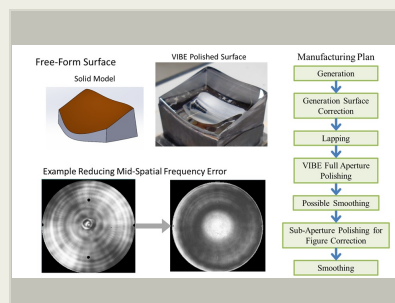 Free-Form Surface
Solid Model
VIBE Polished Surface
Example Reducing Mid-Spatial Frequency Error
Manufacturing Plan
Generation
Generation Surface
Correction
Lapping
VIBE Full Aperture
Polishing
Possible Smoothing
Sub-Aperture Polishing for
Figure Correction
Smoothing